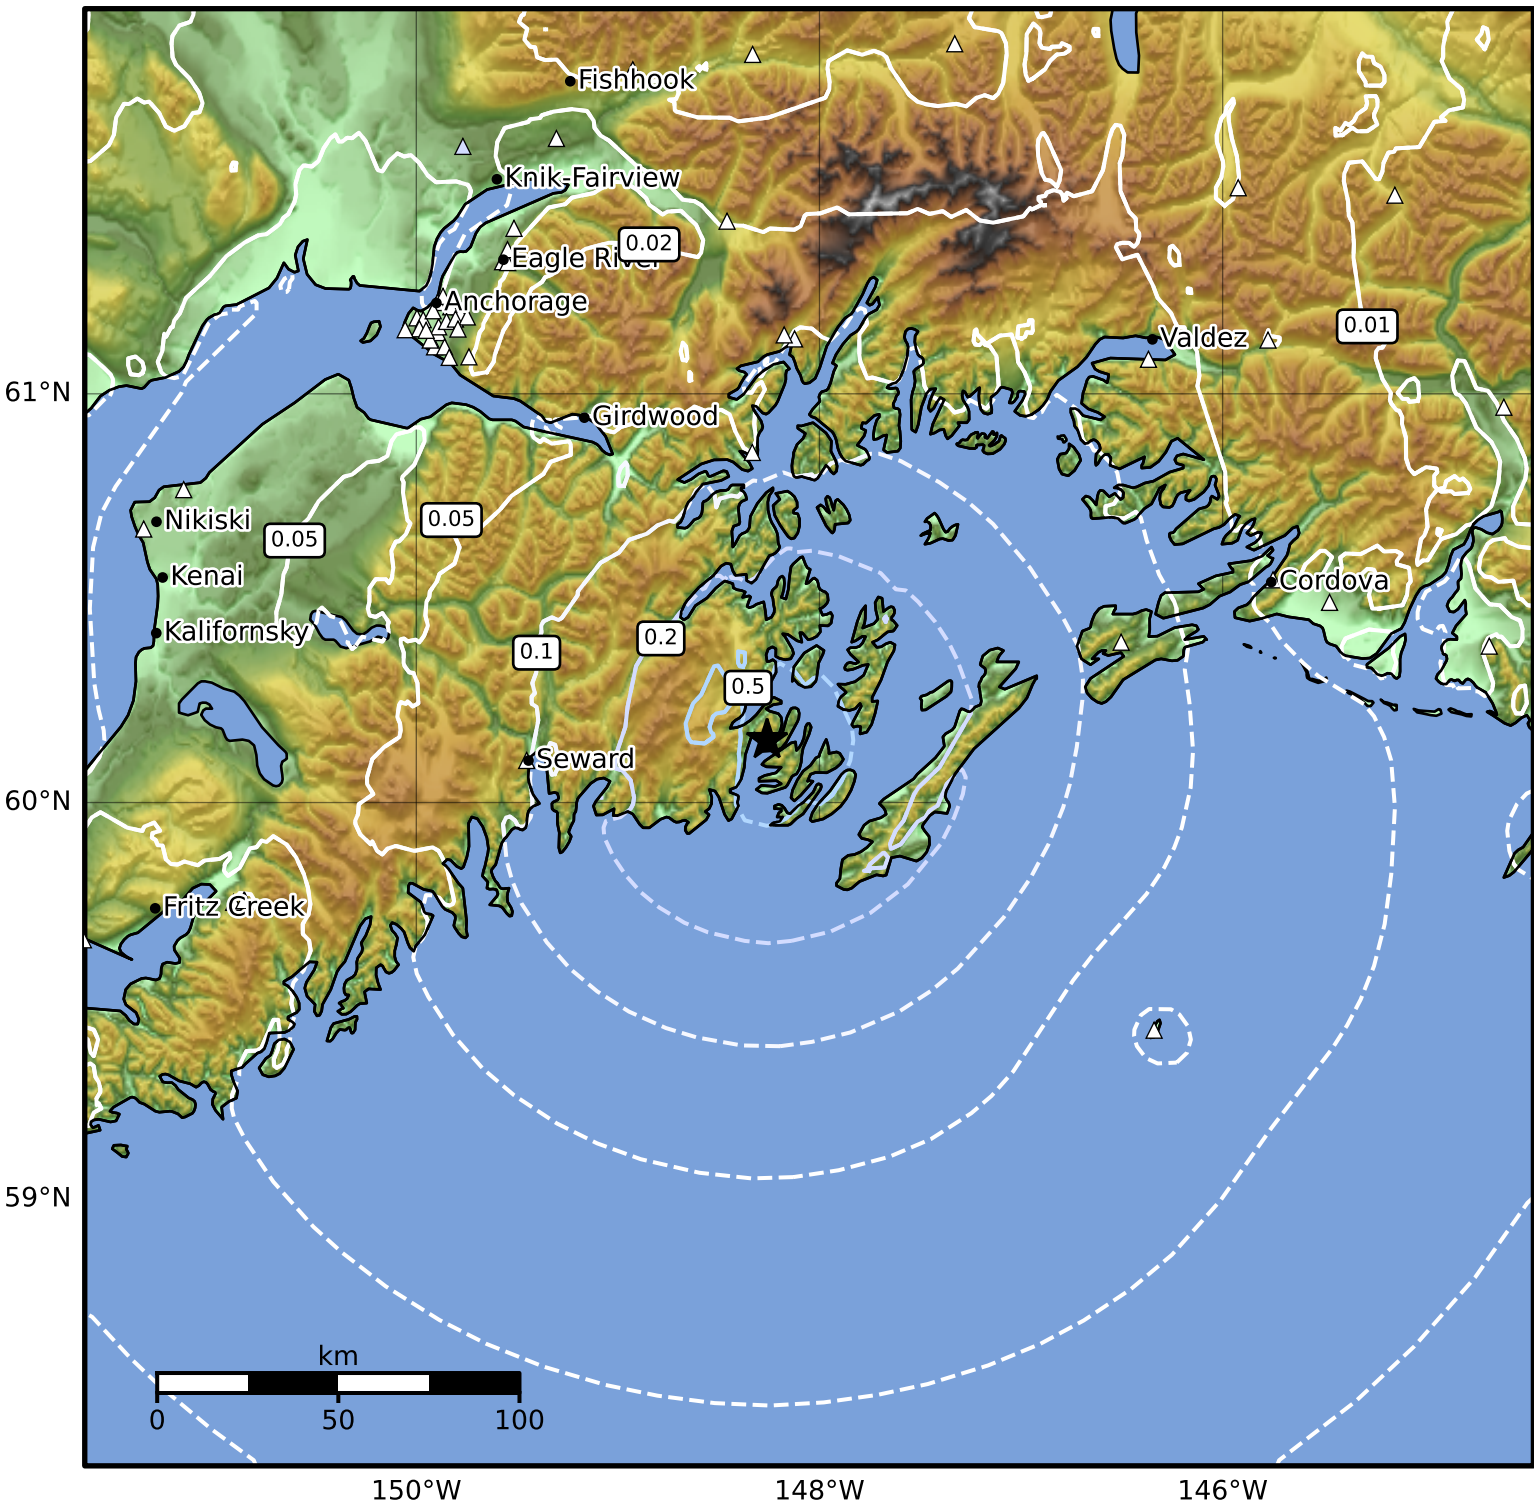 Fishhook
Knik-Fairview
0.02
Eagle River
Anchorage
0.01
Valdez
61°N
Girdwood
Nikiski
0.05
0.05
Kenai
Cordova
Kalifornsky
0.1
0.2
0.5
Seward
60°N
Fritz Creek
59°N
km
0
50
100
150°W
148°W
146°W